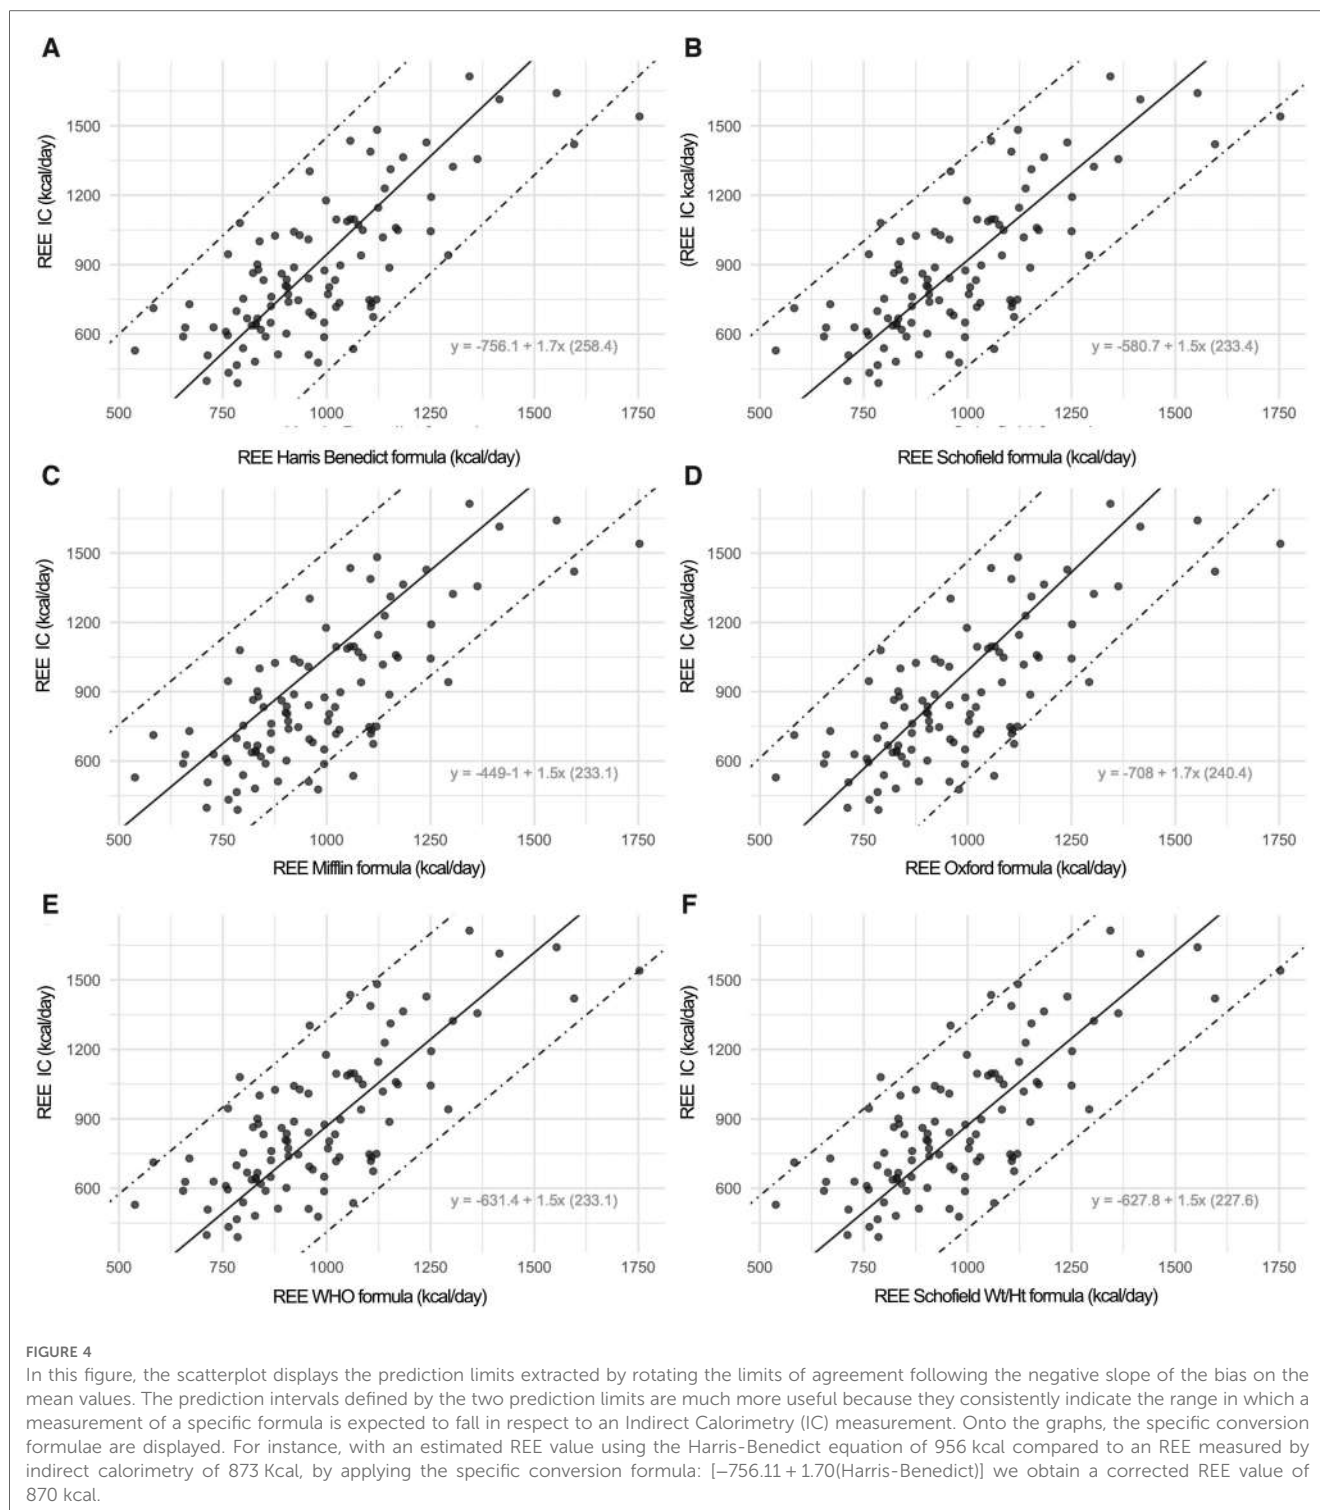 A
B
REE IC (kcal/day)
1500
1200
900
600
y = -756.1 + 1.7x (258.4)
500
750
1000
1250
1500
1750
REE Harris Benedict formula (kcal/day)
(REE IC kcal/day)
1500
1200
900
600
y = -580.7 + 1.5x (233.4)
500
750
1000
1250
1500
1750
REE Schofield formula (kcal/day)
C
D
REE IC (kcal/day)
1500
1200
900
600
y = -449-1 + 1.5x (233.1)
500
750
1000
1250
1500
1750
REE Mifflin formula (kcal/day)
REE IC (kcal/day)
1500
1200
900
600
y = -708 + 1.7x (240.4)
500
750
1000
1250
1500
1750
REE Oxford formula (kcal/day)
E
F
REE IC (kcal/day)
1500
1200
900
600
y = -631.4 + 1.5x (233.1)
500
750
1000
1250
1500
1750
REE WHO formula (kcal/day)
REE IC (kcal/day)
1500
1200
900
600
y = -627.8 + 1.5x (227.6)
500
750
1000
1250
1500
1750
REE Schofield Wt/Ht formula (kcal/day)
FIGURE 4
In this figure, the scatterplot displays the prediction limits extracted by rotating the limits of agreement following the negative slope of the bias on the
mean values. The prediction intervals defined by the two prediction limits are much more useful because they consistently indicate the range in which a
measurement of a specific formula is expected to fall in respect to an Indirect Calorimetry (IC) measurement. Onto the graphs, the specific conversion
formulae are displayed. For instance, with an estimated REE value using the Harris-Benedict equation of 956 kcal compared to an REE measured by
indirect calorimetry of 873 Kcal, by applying the specific conversion formula: [−756.11 + 1.70(Harris-Benedict)] we obtain a corrected REE value of
870 kcal.